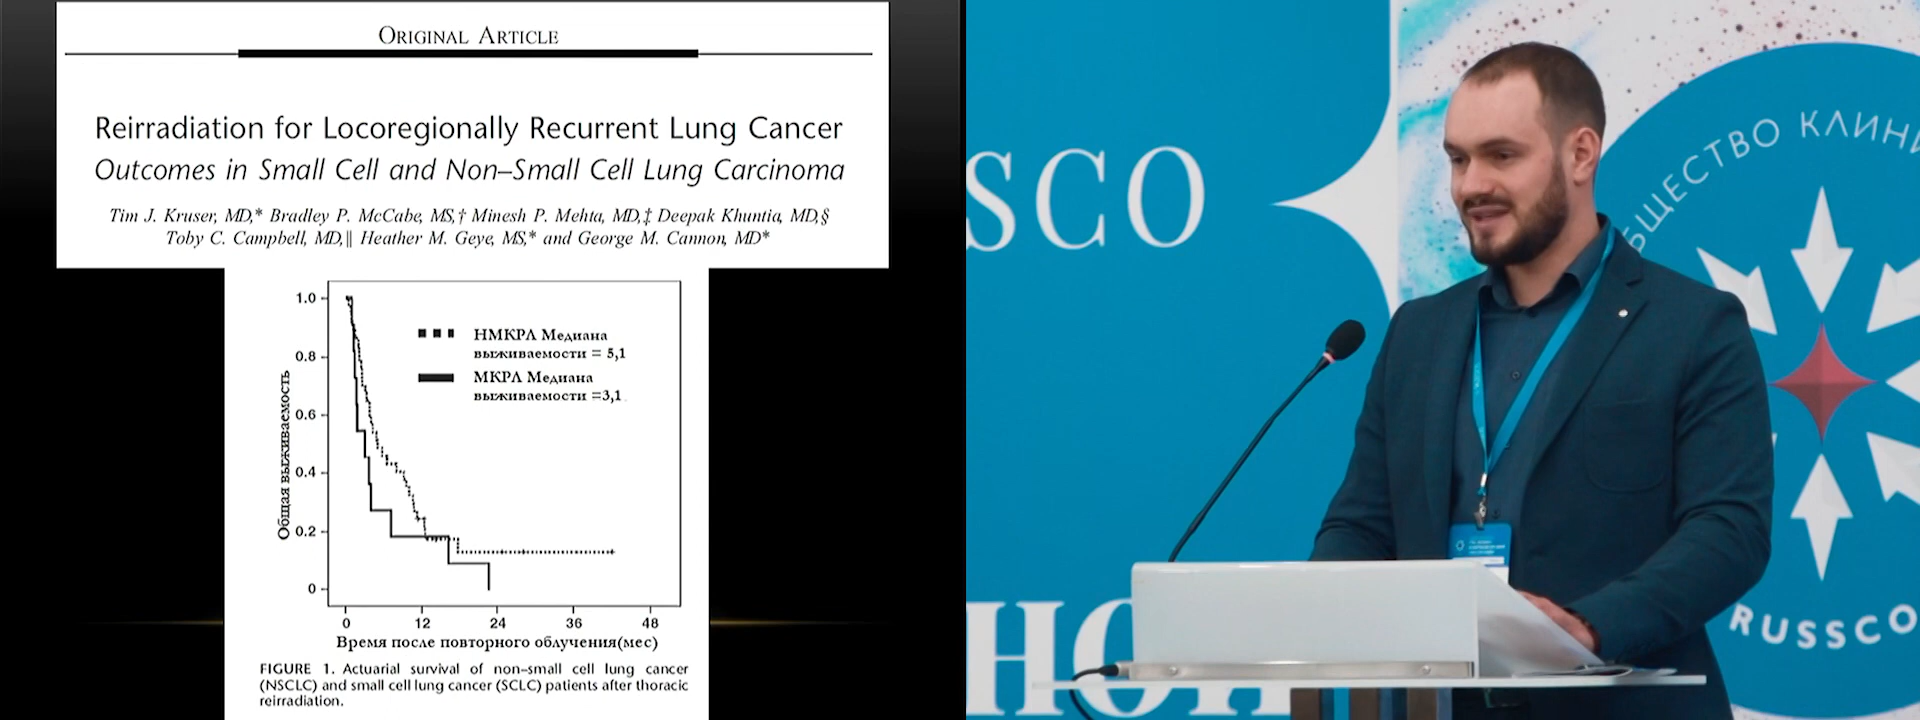 ORIGINAL ARTICLE
Reirradiation for Locoregionally Recurrent Lung Cancer
Outcomes in Small Cell and Non–Small Cell Lung Carcinoma
Tim J. Kruser, MD,* Bradley P. McCabe, MS,† Minesh P. Mehta, MD,‡ Deepak Khuntia, MD,§
Toby C. Campbell, MD,‖ Heather M. Geye, MS,* and George M. Cannon, MD*
1.0
0.8
0.6
0.4
0.2
0
Общая выживаемость
НМКРЛ Медиана
выживаемости = 5,1
МКРЛ Медиана
выживаемости =3,1
0 12 24 36 48
Время после повторного облучения(мес)
FIGURE 1. Actuarial survival of non–small cell lung cancer
(NSCLC) and small cell lung cancer (SCLC) patients after thoracic
reirradiation.
SCO
НОЙ
БЩЕСТВО КЛИНИ
RUSSCO